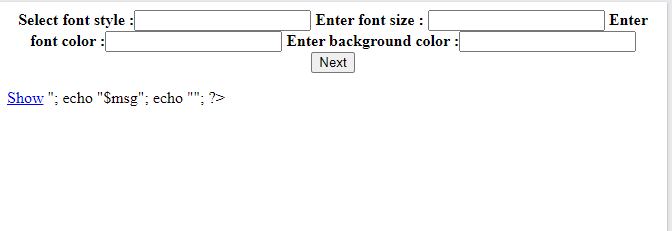 Select font style : Enter font size : Enter
font color : Enter background color :
Next
Show "; echo "$msg"; echo ""; ?>